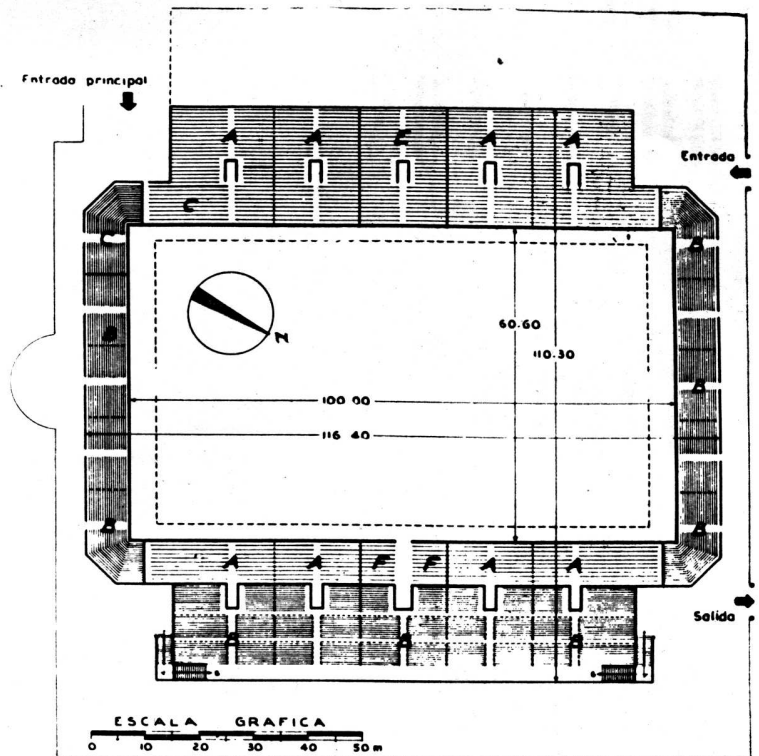 Entrada principal
A A E A A
Entrada
C
C
B
B
N
60.60
110.30
B
B
100.00
116.40
B
B
A A F F A A
Salida
B B B
ESCALA GRAFICA
0 10 20 30 40 50 m